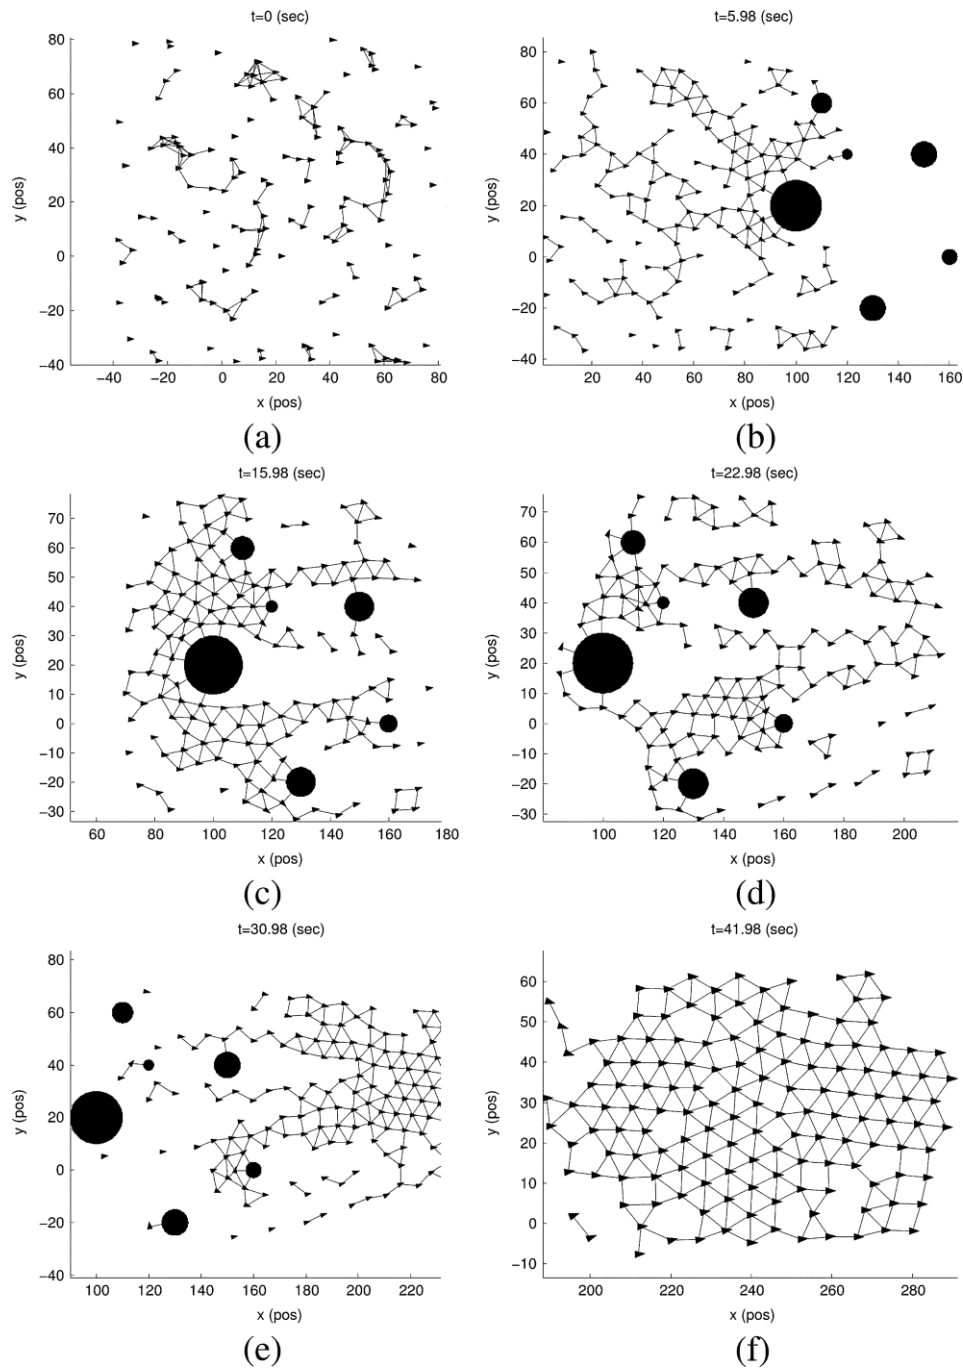 t=0 (sec)
80
60
40
20
0
−20
−40
y (pos)
−40 −20 0 20 40 60 80
x (pos)
(a)
t=5.98 (sec)
80
60
40
20
0
−20
−40
y (pos)
20 40 60 80 100 120 140 160
x (pos)
(b)
t=15.98 (sec)
70
60
50
40
30
20
10
0
−10
−20
−30
y (pos)
60 80 100 120 140 160 180
x (pos)
(c)
t=22.98 (sec)
70
60
50
40
30
20
10
0
−10
−20
−30
y (pos)
100 120 140 160 180 200
x (pos)
(d)
t=30.98 (sec)
80
60
40
20
0
−20
−40
y (pos)
100 120 140 160 180 200 220
x (pos)
(e)
t=41.98 (sec)
60
50
40
30
20
10
0
−10
y (pos)
200 220 240 260 280
x (pos)
(f)